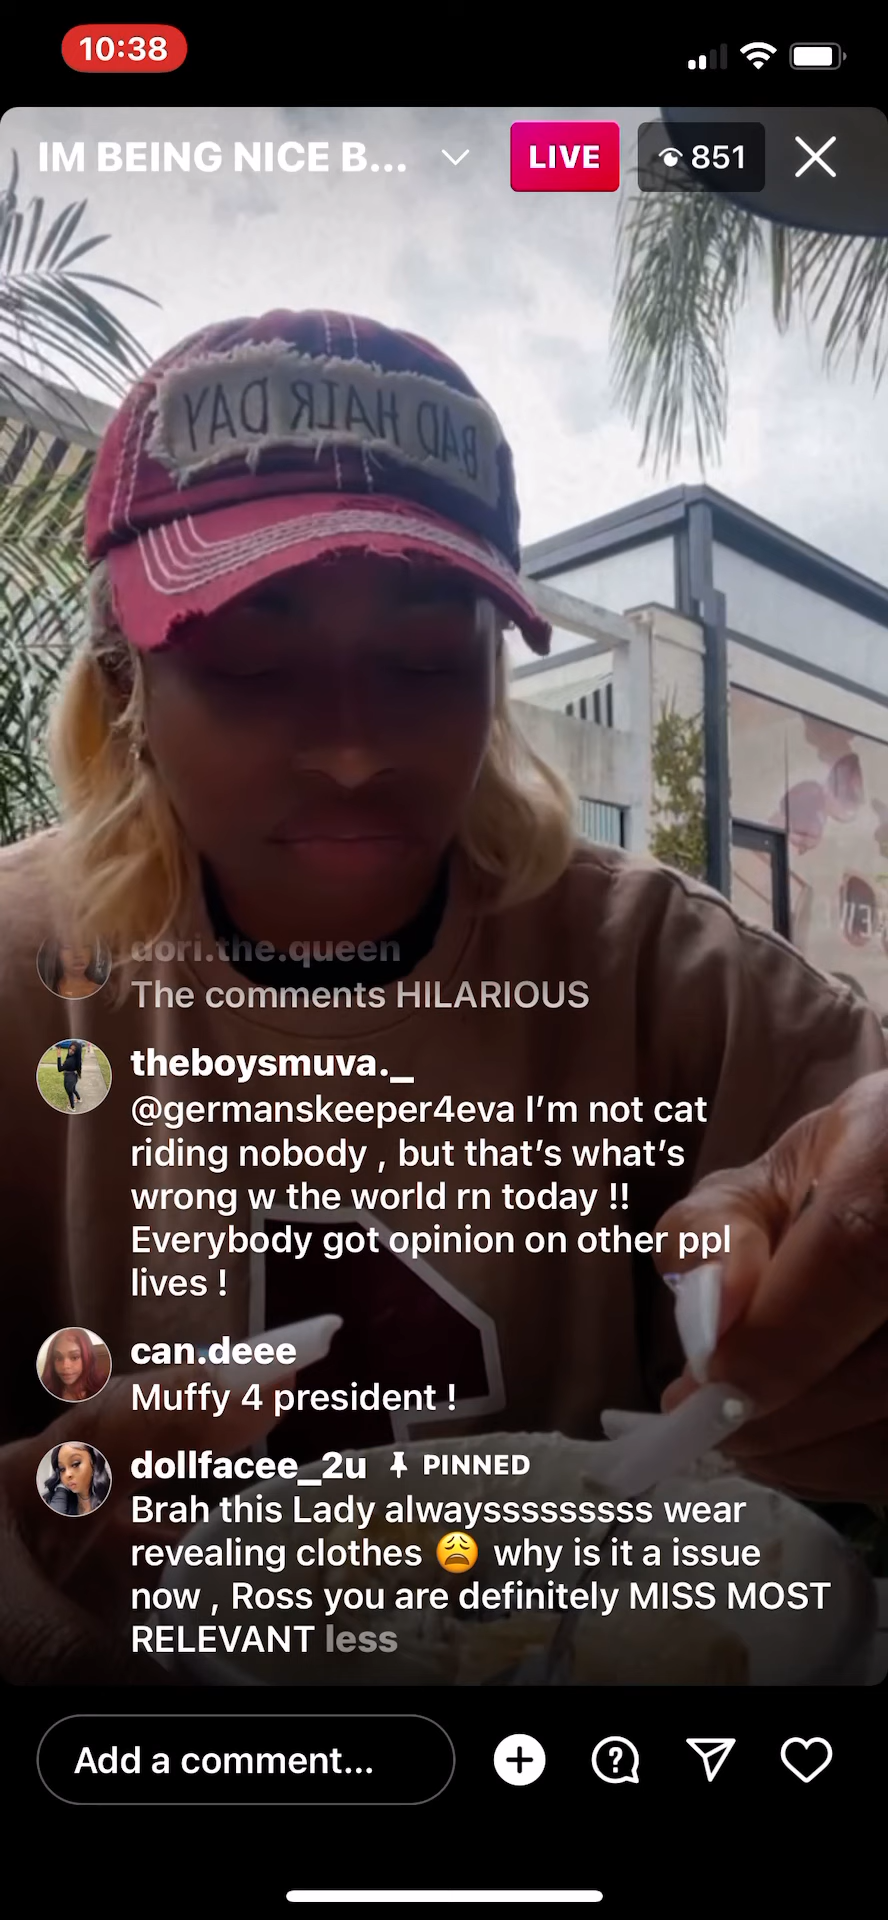 10:38
IM BEING NICE B...
LIVE
851
BAD HAIR DAY
dori.the.queen
The comments HILARIOUS
theboysmuva._
@germanskeeper4eva I’m not cat
riding nobody , but that’s what’s
wrong w the world rn today !!
Everybody got opinion on other ppl
lives !
can.deee
Muffy 4 president !
dollfacee_2u PINNED
Brah this Lady alwaysssssssss wear
revealing clothes 😩 why is it a issue
now , Ross you are definitely MISS MOST
RELEVANT less
Add a comment...